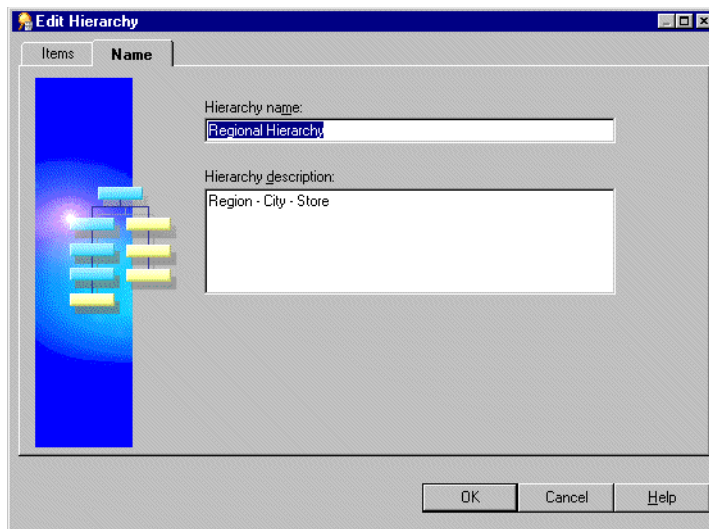 Edit Hierarchy
Items
Name
Hierarchy name:
Regional Hierarchy
Hierarchy description:
Region - City - Store
OK
Cancel
Help